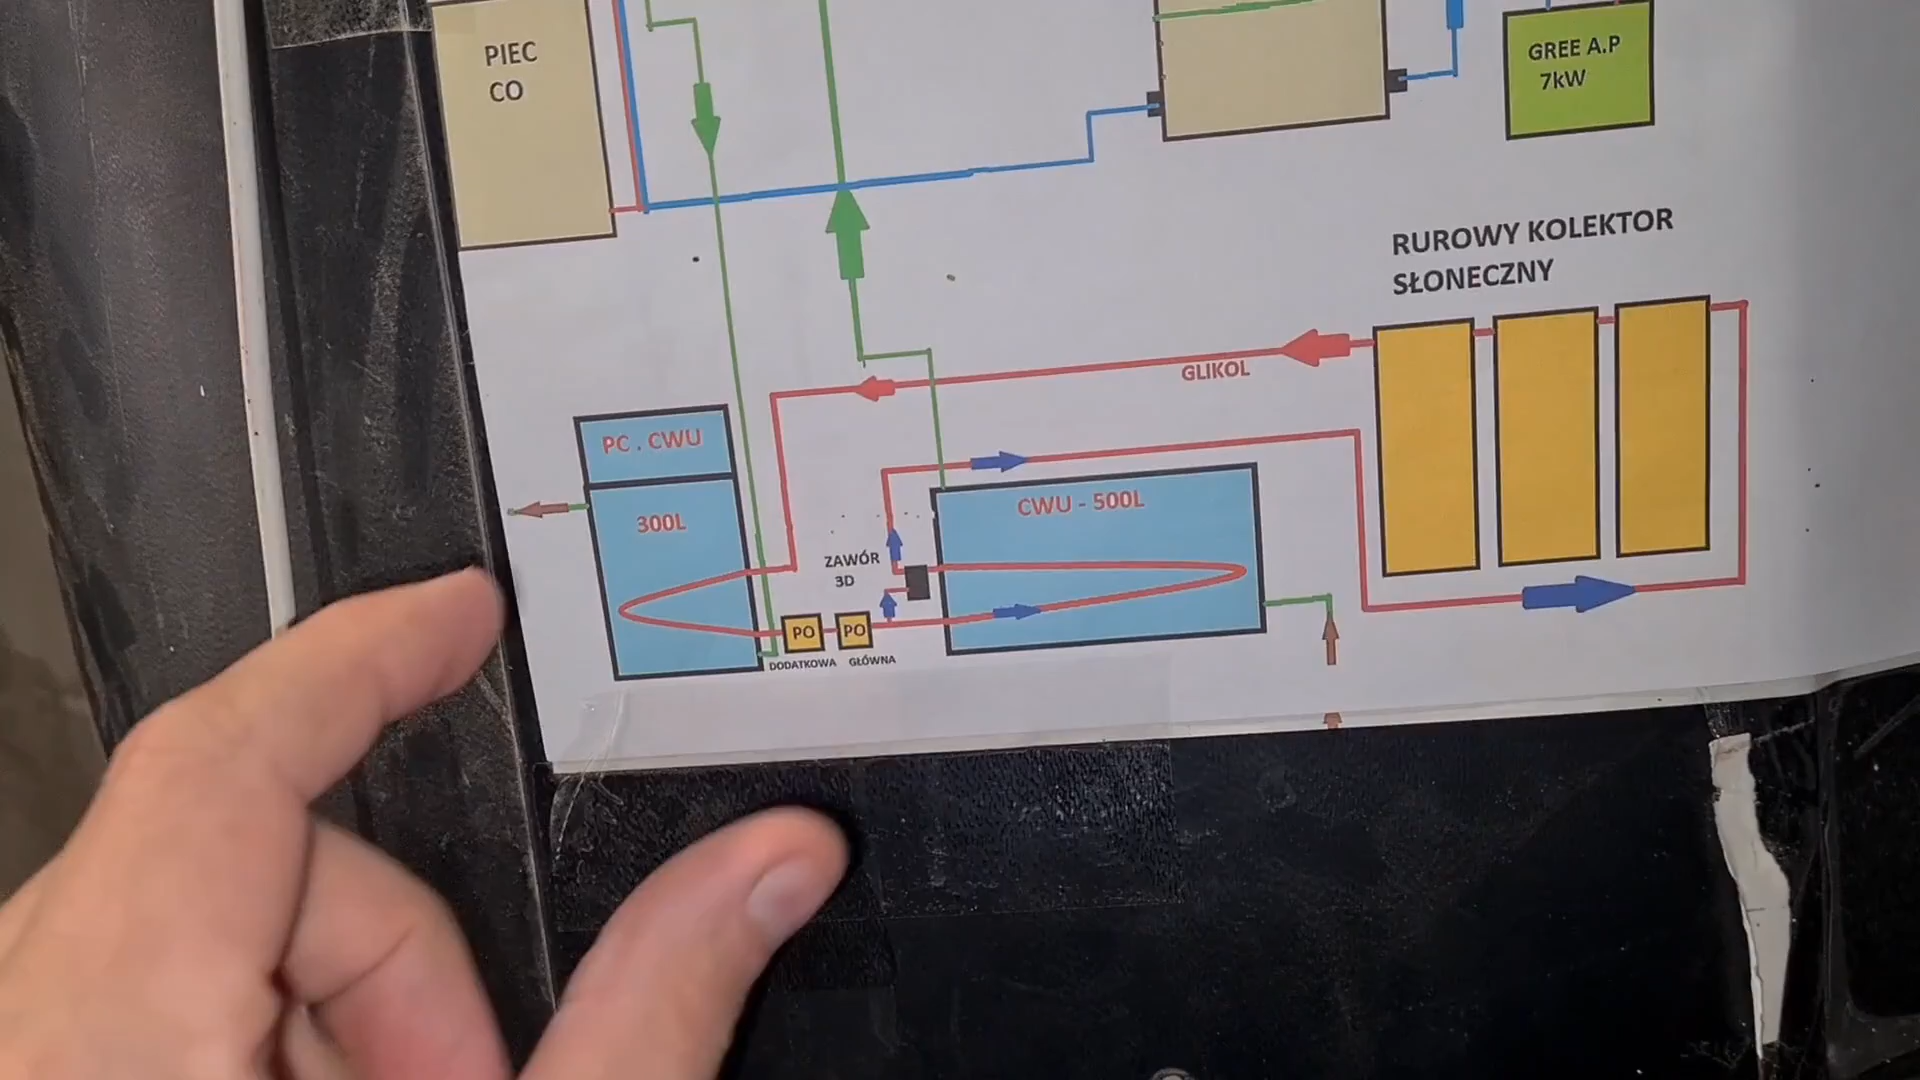 PIEC
CO
GREE A.P
7kW
RUROWY KOLEKTOR
SŁONECZNY
GLIKOL
PC . CWU
300L
CWU - 500L
ZAWÓR
3D
PO
PO
DODATKOWA
GŁÓWNA